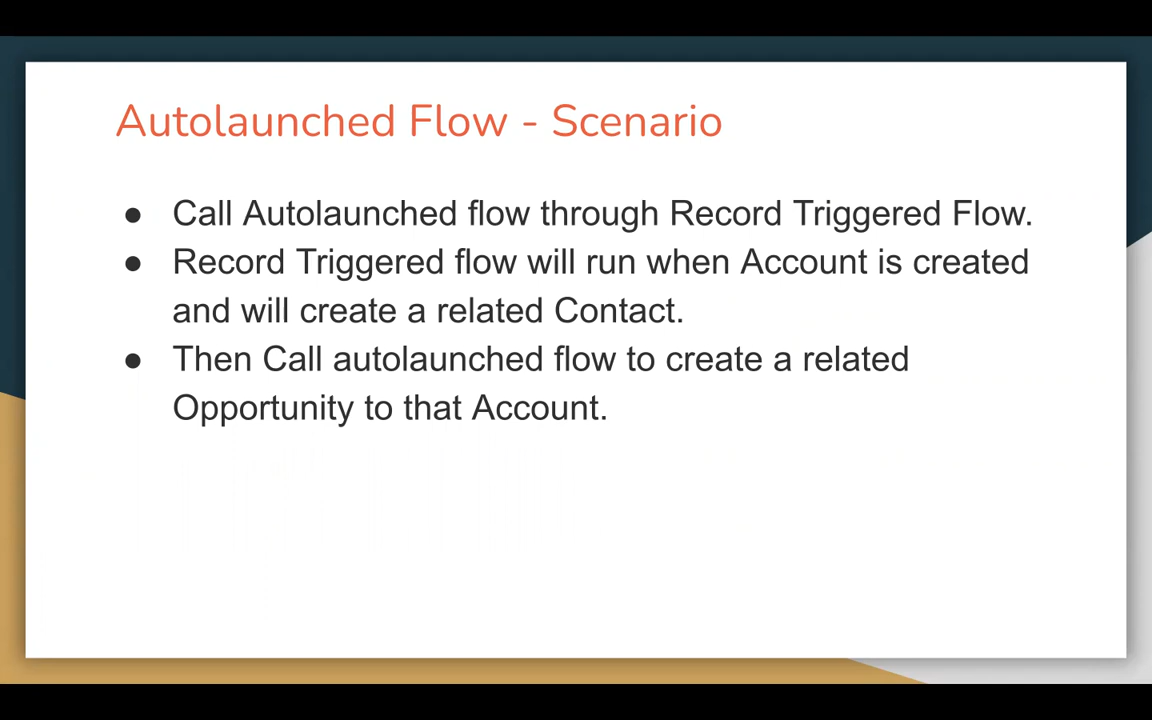 Autolaunched Flow - Scenario
● Call Autolaunched flow through Record Triggered Flow.
● Record Triggered flow will run when Account is created
and will create a related Contact.
● Then Call autolaunched flow to create a related
Opportunity to that Account.